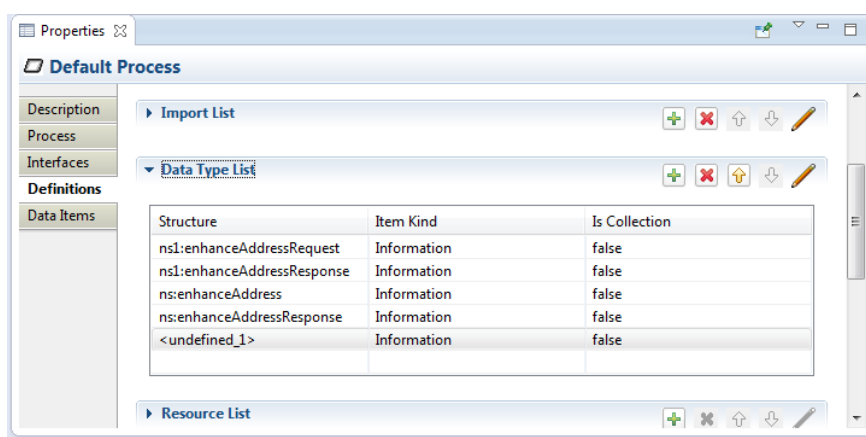 Properties
Default Process
Description
Process
Interfaces
Definitions
Data Items
Import List
Data Type List
Structure Item Kind Is Collection
ns1:enhanceAddressRequest Information false
ns1:enhanceAddressResponse Information false
ns:enhanceAddress Information false
ns:enhanceAddressResponse Information false
<undefined_1> Information false
Resource List